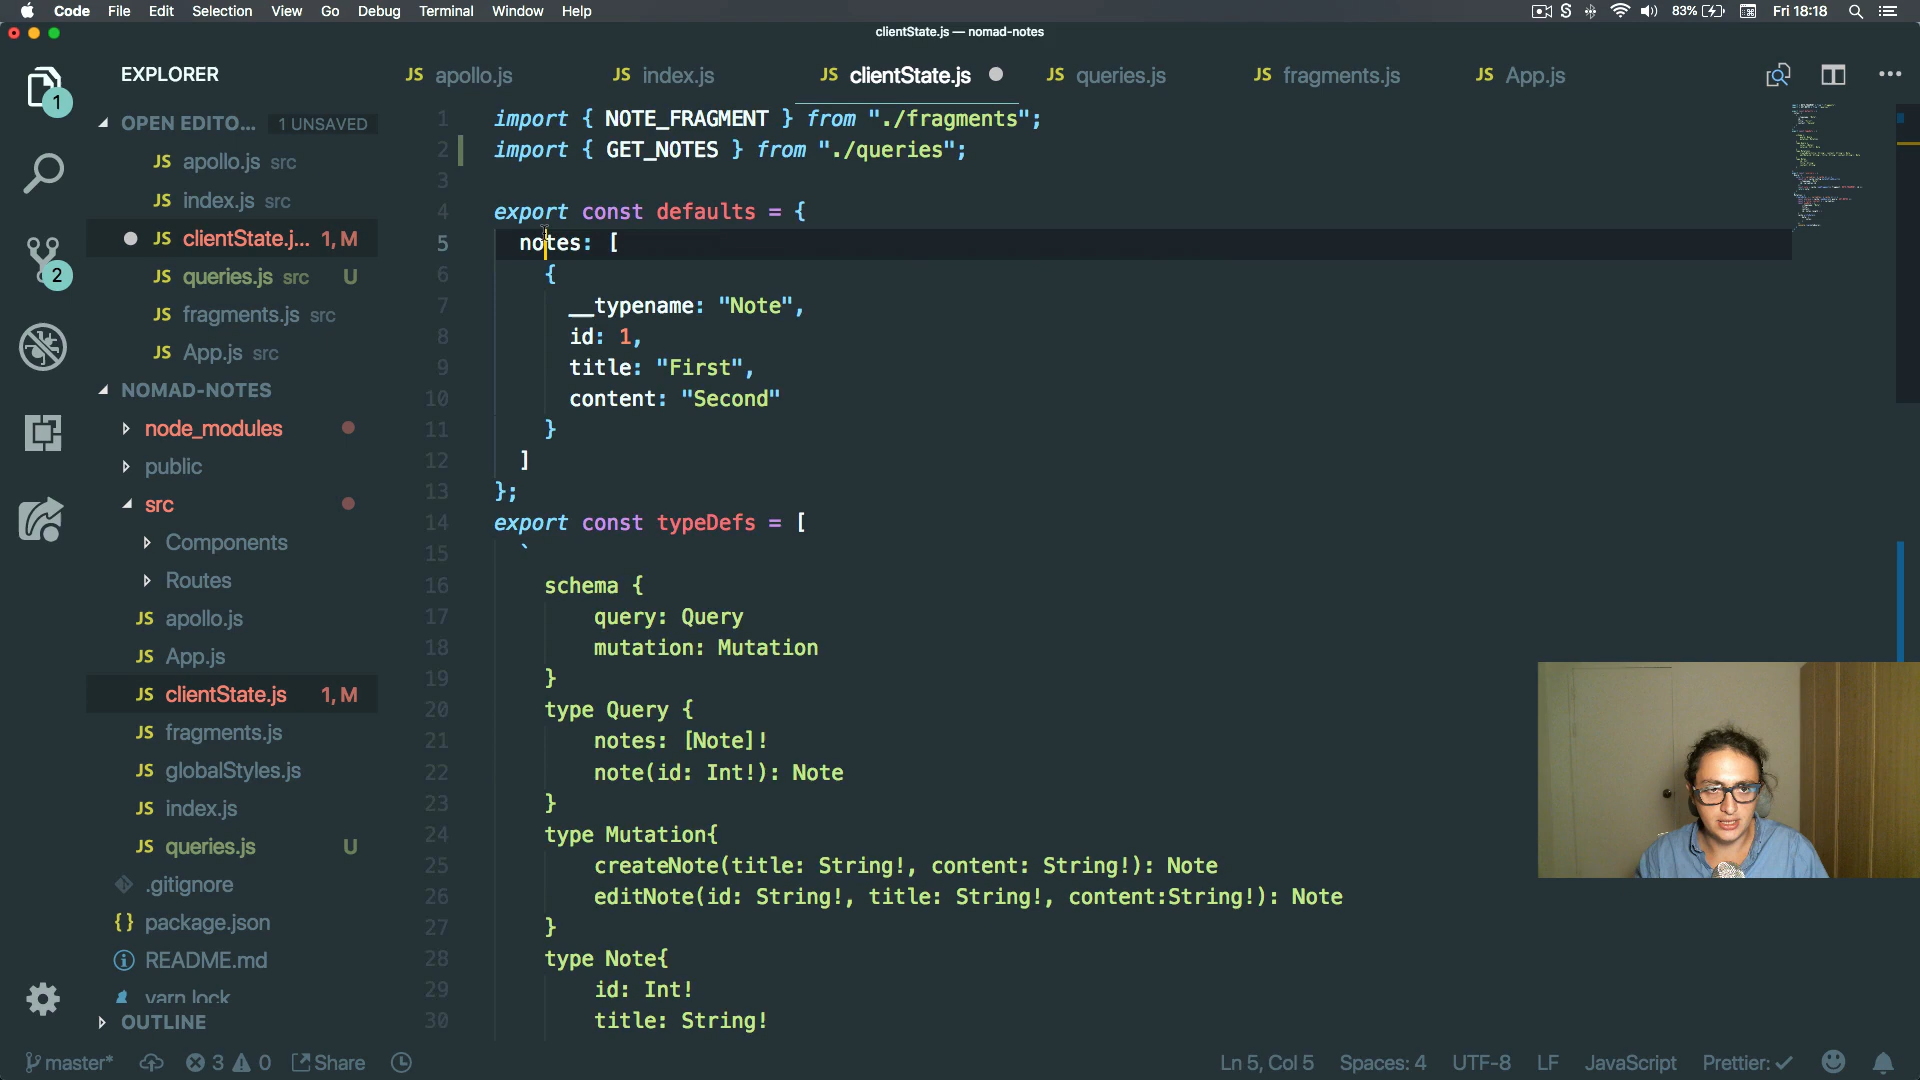 Code File Edit Selection View Go Debug Terminal Window Help 83% Fri 18:18
clientState.js — nomad-notes
EXPLORER
OPEN EDITO... 1 UNSAVED
JS apollo.js src
JS index.js src
JS clientState.j... 1, M
JS queries.js src U
JS fragments.js src
JS App.js src
NOMAD-NOTES
node_modules
public
src
Components
Routes
JS apollo.js
JS App.js
JS clientState.js 1, M
JS fragments.js
JS globalStyles.js
JS index.js
JS queries.js U
.gitignore
{} package.json
README.md
yarn.lock
OUTLINE
1
2
JS apollo.js JS index.js JS clientState.js JS queries.js JS fragments.js JS App.js
1 import { NOTE_FRAGMENT } from "./fragments";
2 import { GET_NOTES } from "./queries";
3
4 export const defaults = {
5 notes: [
6 {
7 __typename: "Note",
8 id: 1,
9 title: "First",
10 content: "Second"
11 }
12 ]
13 };
14 export const typeDefs = [
15 `
16 schema {
17 query: Query
18 mutation: Mutation
19 }
20 type Query {
21 notes: [Note]!
22 note(id: Int!): Note
23 }
24 type Mutation{
25 createNote(title: String!, content: String!): Note
26 editNote(id: String!, title: String!, content:String!): Note
27 }
28 type Note{
29 id: Int!
30 title: String!
master* 3 0 Share Ln 5, Col 5 Spaces: 4 UTF-8 LF JavaScript Prettier: ✓